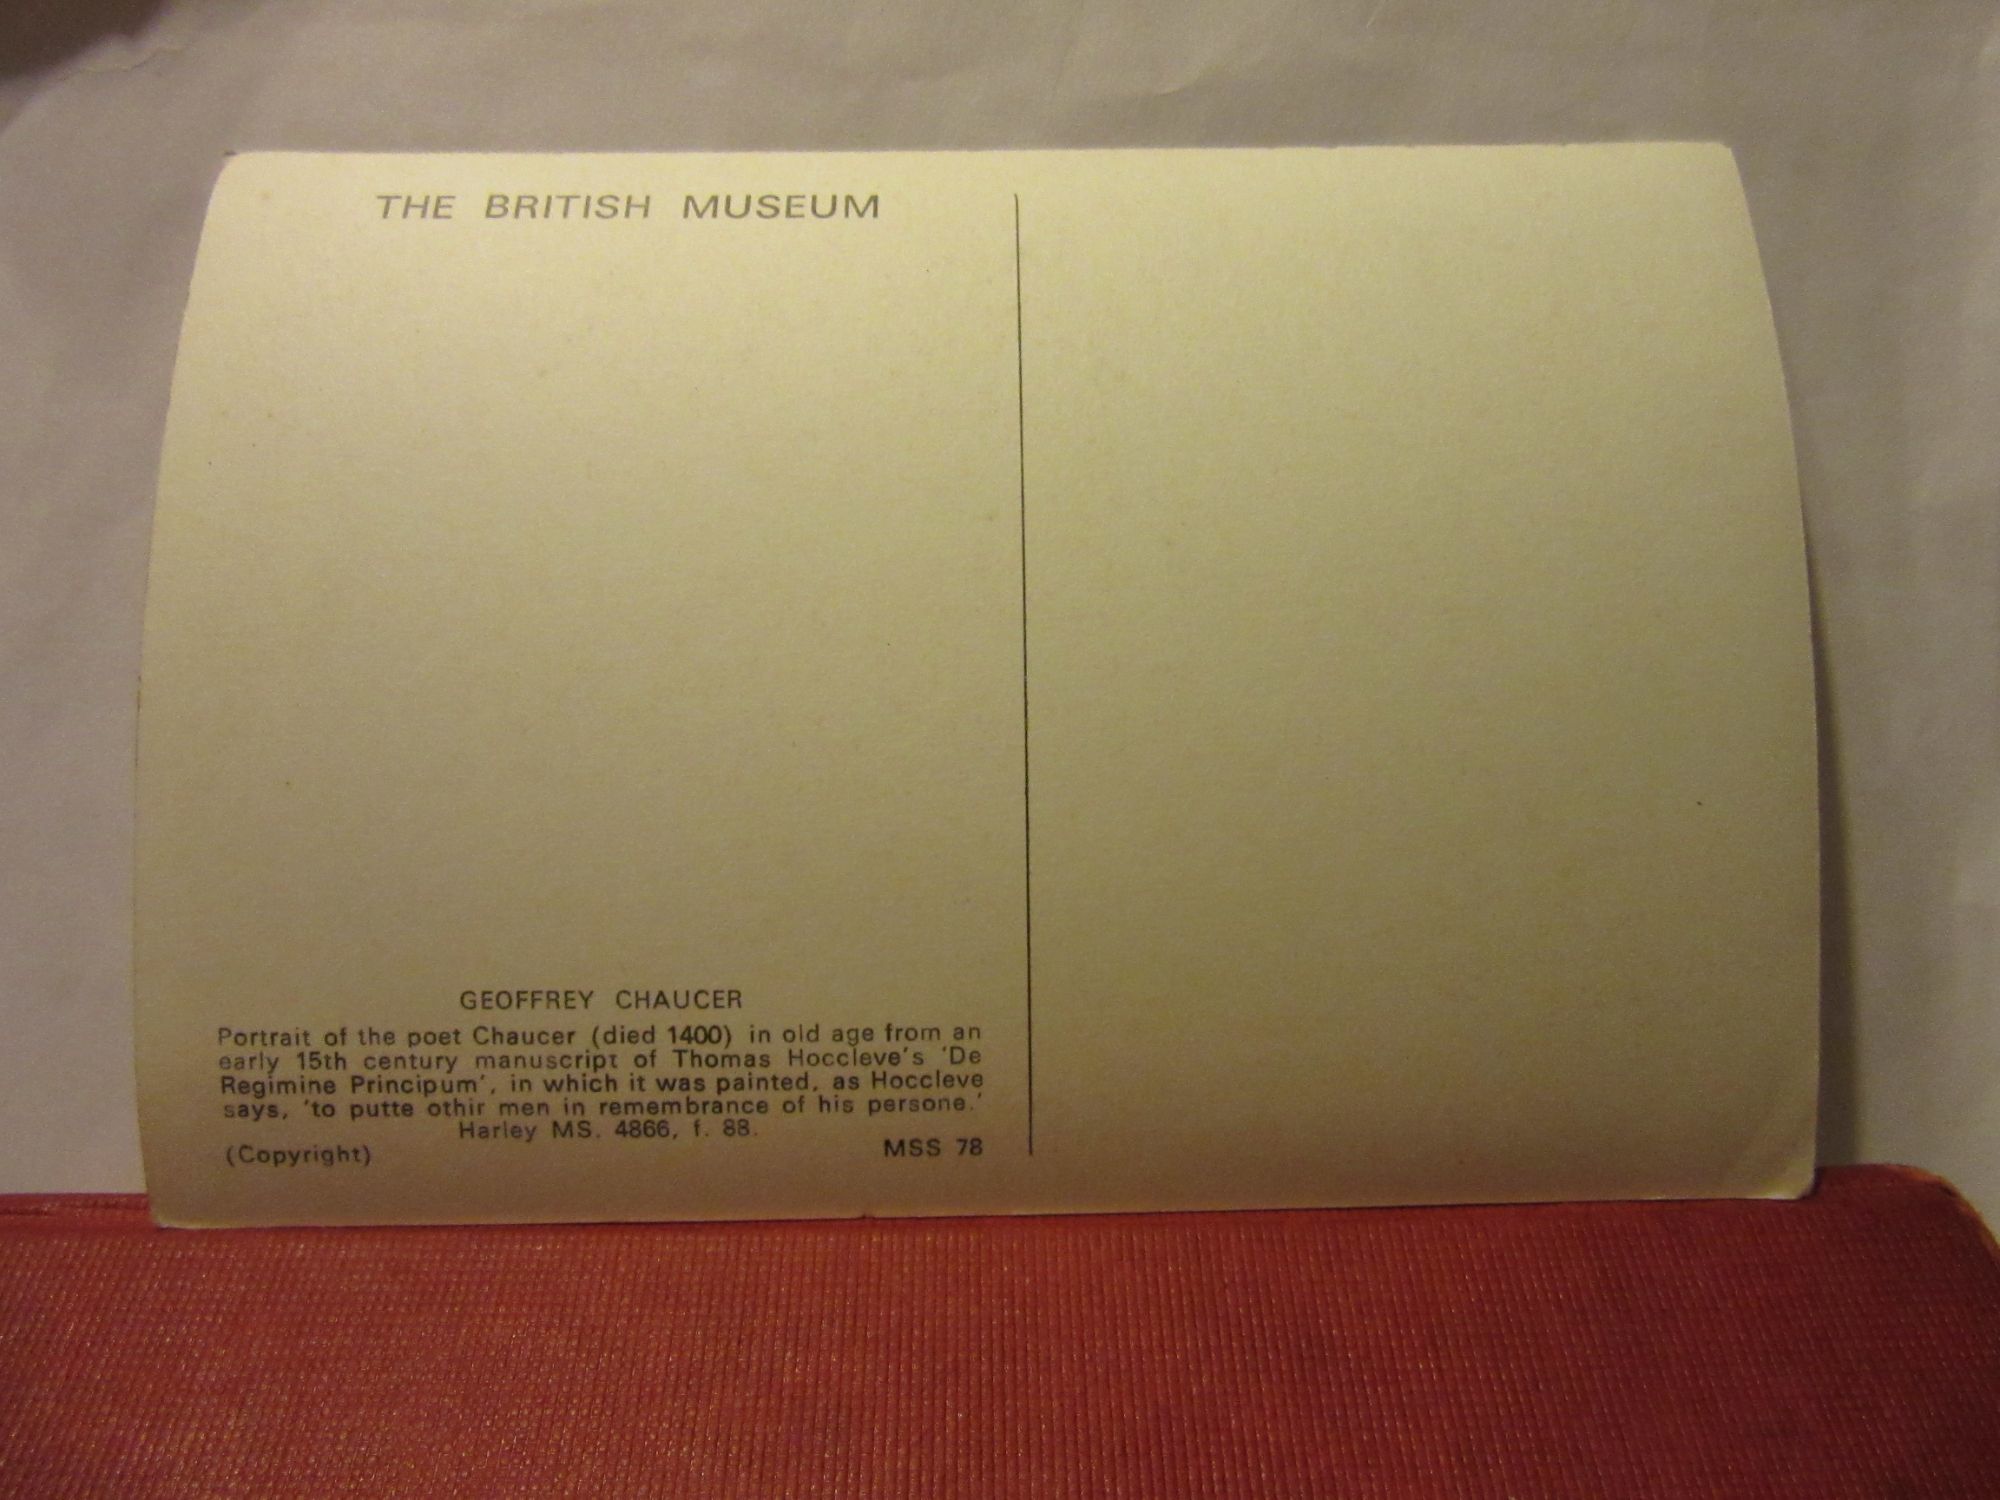 THE BRITISH MUSEUM
GEOFFREY CHAUCER
Portrait of the poet Chaucer (died 1400) in old age from an
early 15th century manuscript of Thomas Hoccleve's 'De
Regimine Principum', in which it was painted, as Hoccleve
says, 'to putte othir men in remembrance of his persone.'
Harley MS. 4866, f. 88.
(Copyright) MSS 78